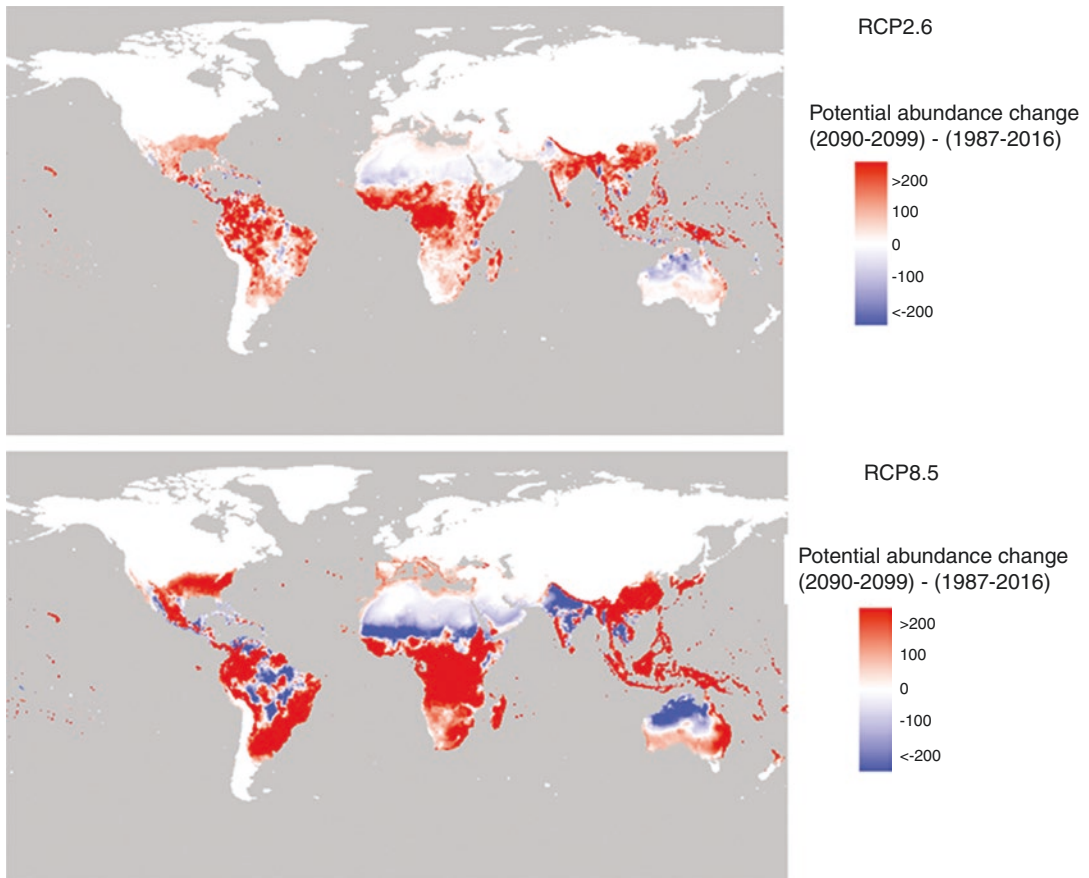 RCP2.6
Potential abundance change
(2090-2099) - (1987-2016)
>200
100
0
-100
<-200
RCP8.5
Potential abundance change
(2090-2099) - (1987-2016)
>200
100
0
-100
<-200